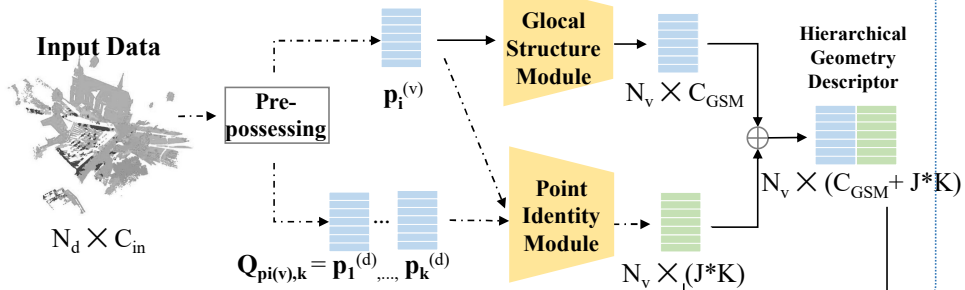 Input Data
N_d × C_in
Pre-
possessing
p_i^(v)
Q_pi(v),k = p_1^(d),..., p_k^(d)
...
Glocal
Structure
Module
Point
Identity
Module
N_v × C_GSM
N_v × (J*K)
Hierarchical
Geometry
Descriptor
N_v × (C_GSM+ J*K)